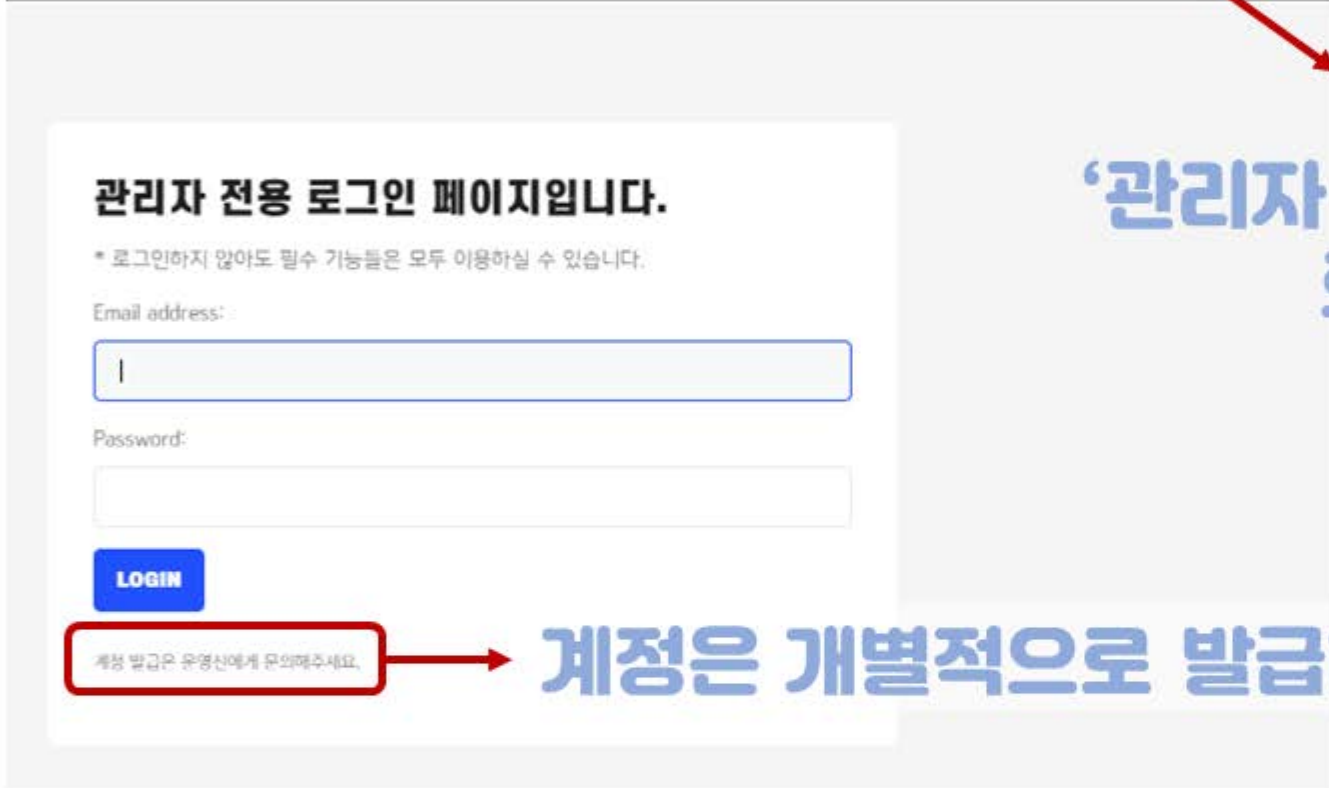 관리자 전용 로그인 페이지입니다.
* 로그인하지 않아도 필수 기능들은 모두 이용하실 수 있습니다.
Email address:
Password:
LOGIN
계정 발급은 운영진에게 문의해주세요.
계정은 개별적으로 발급
‘관리자